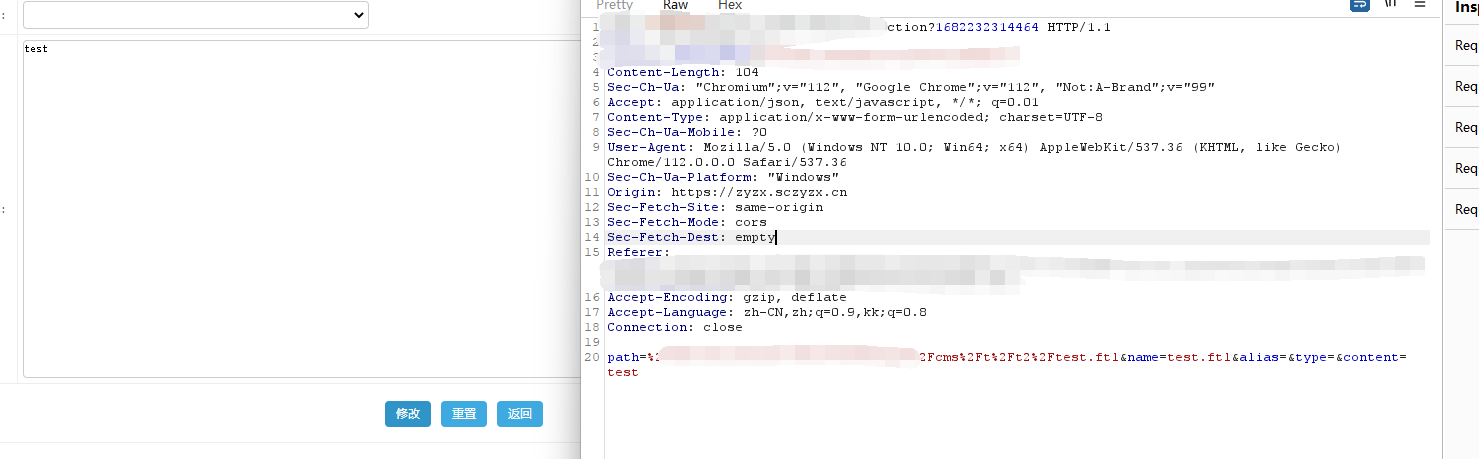 :
test
:
修改
重置
返回
Pretty
Raw
Hex
\n
Insp
Req
Req
Req
Req
Req
1 ction?1682232314464 HTTP/1.1
2
3
4 Content-Length: 104
5 Sec-Ch-Ua: "Chromium";v="112", "Google Chrome";v="112", "Not:A-Brand";v="99"
6 Accept: application/json, text/javascript, */*; q=0.01
7 Content-Type: application/x-www-form-urlencoded; charset=UTF-8
8 Sec-Ch-Ua-Mobile: ?0
9 User-Agent: Mozilla/5.0 (Windows NT 10.0; Win64; x64) AppleWebKit/537.36 (KHTML, like Gecko)
Chrome/112.0.0.0 Safari/537.36
10 Sec-Ch-Ua-Platform: "Windows"
11 Origin: https://zyzx.sczyzx.cn
12 Sec-Fetch-Site: same-origin
13 Sec-Fetch-Mode: cors
14 Sec-Fetch-Dest: empty
15 Referer:
16 Accept-Encoding: gzip, deflate
17 Accept-Language: zh-CN,zh;q=0.9,kk;q=0.8
18 Connection: close
19
20 path=%2 2Fcms%2Ft%2Ft2%2Ftest.ftl&name=test.ftl&alias=&type=&content=
test